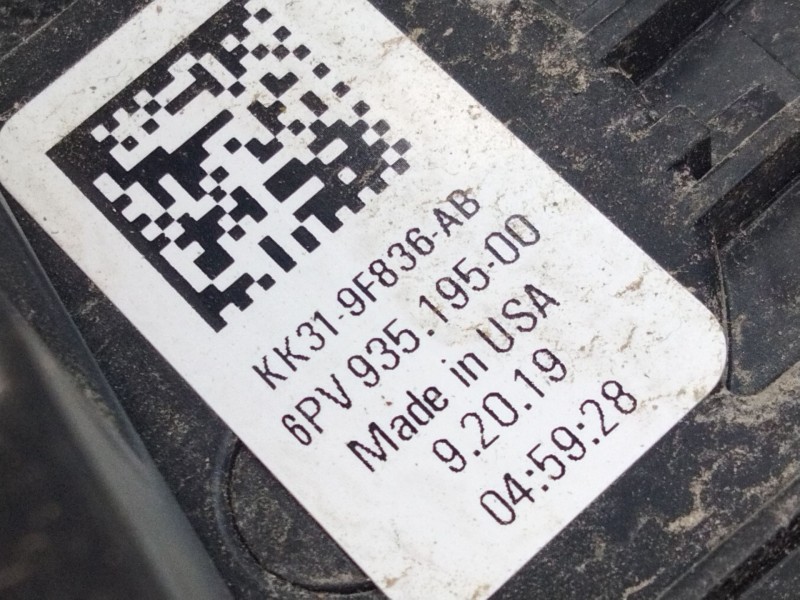 KK31-9F836-AB
6PV 935.195-00
Made in USA
9.20.19
04:59:28